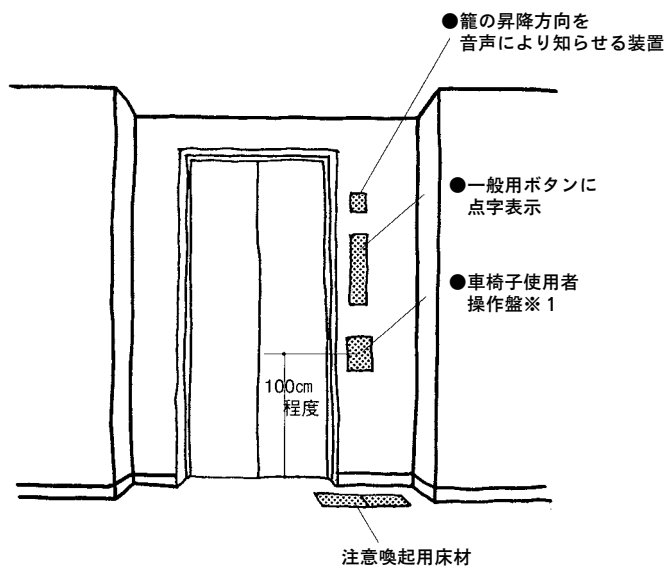 ●籠の昇降方向を
音声により知らせる装置
●一般用ボタンに
点字表示
●車椅子使用者
操作盤※1
100cm
程度
注意喚起用床材